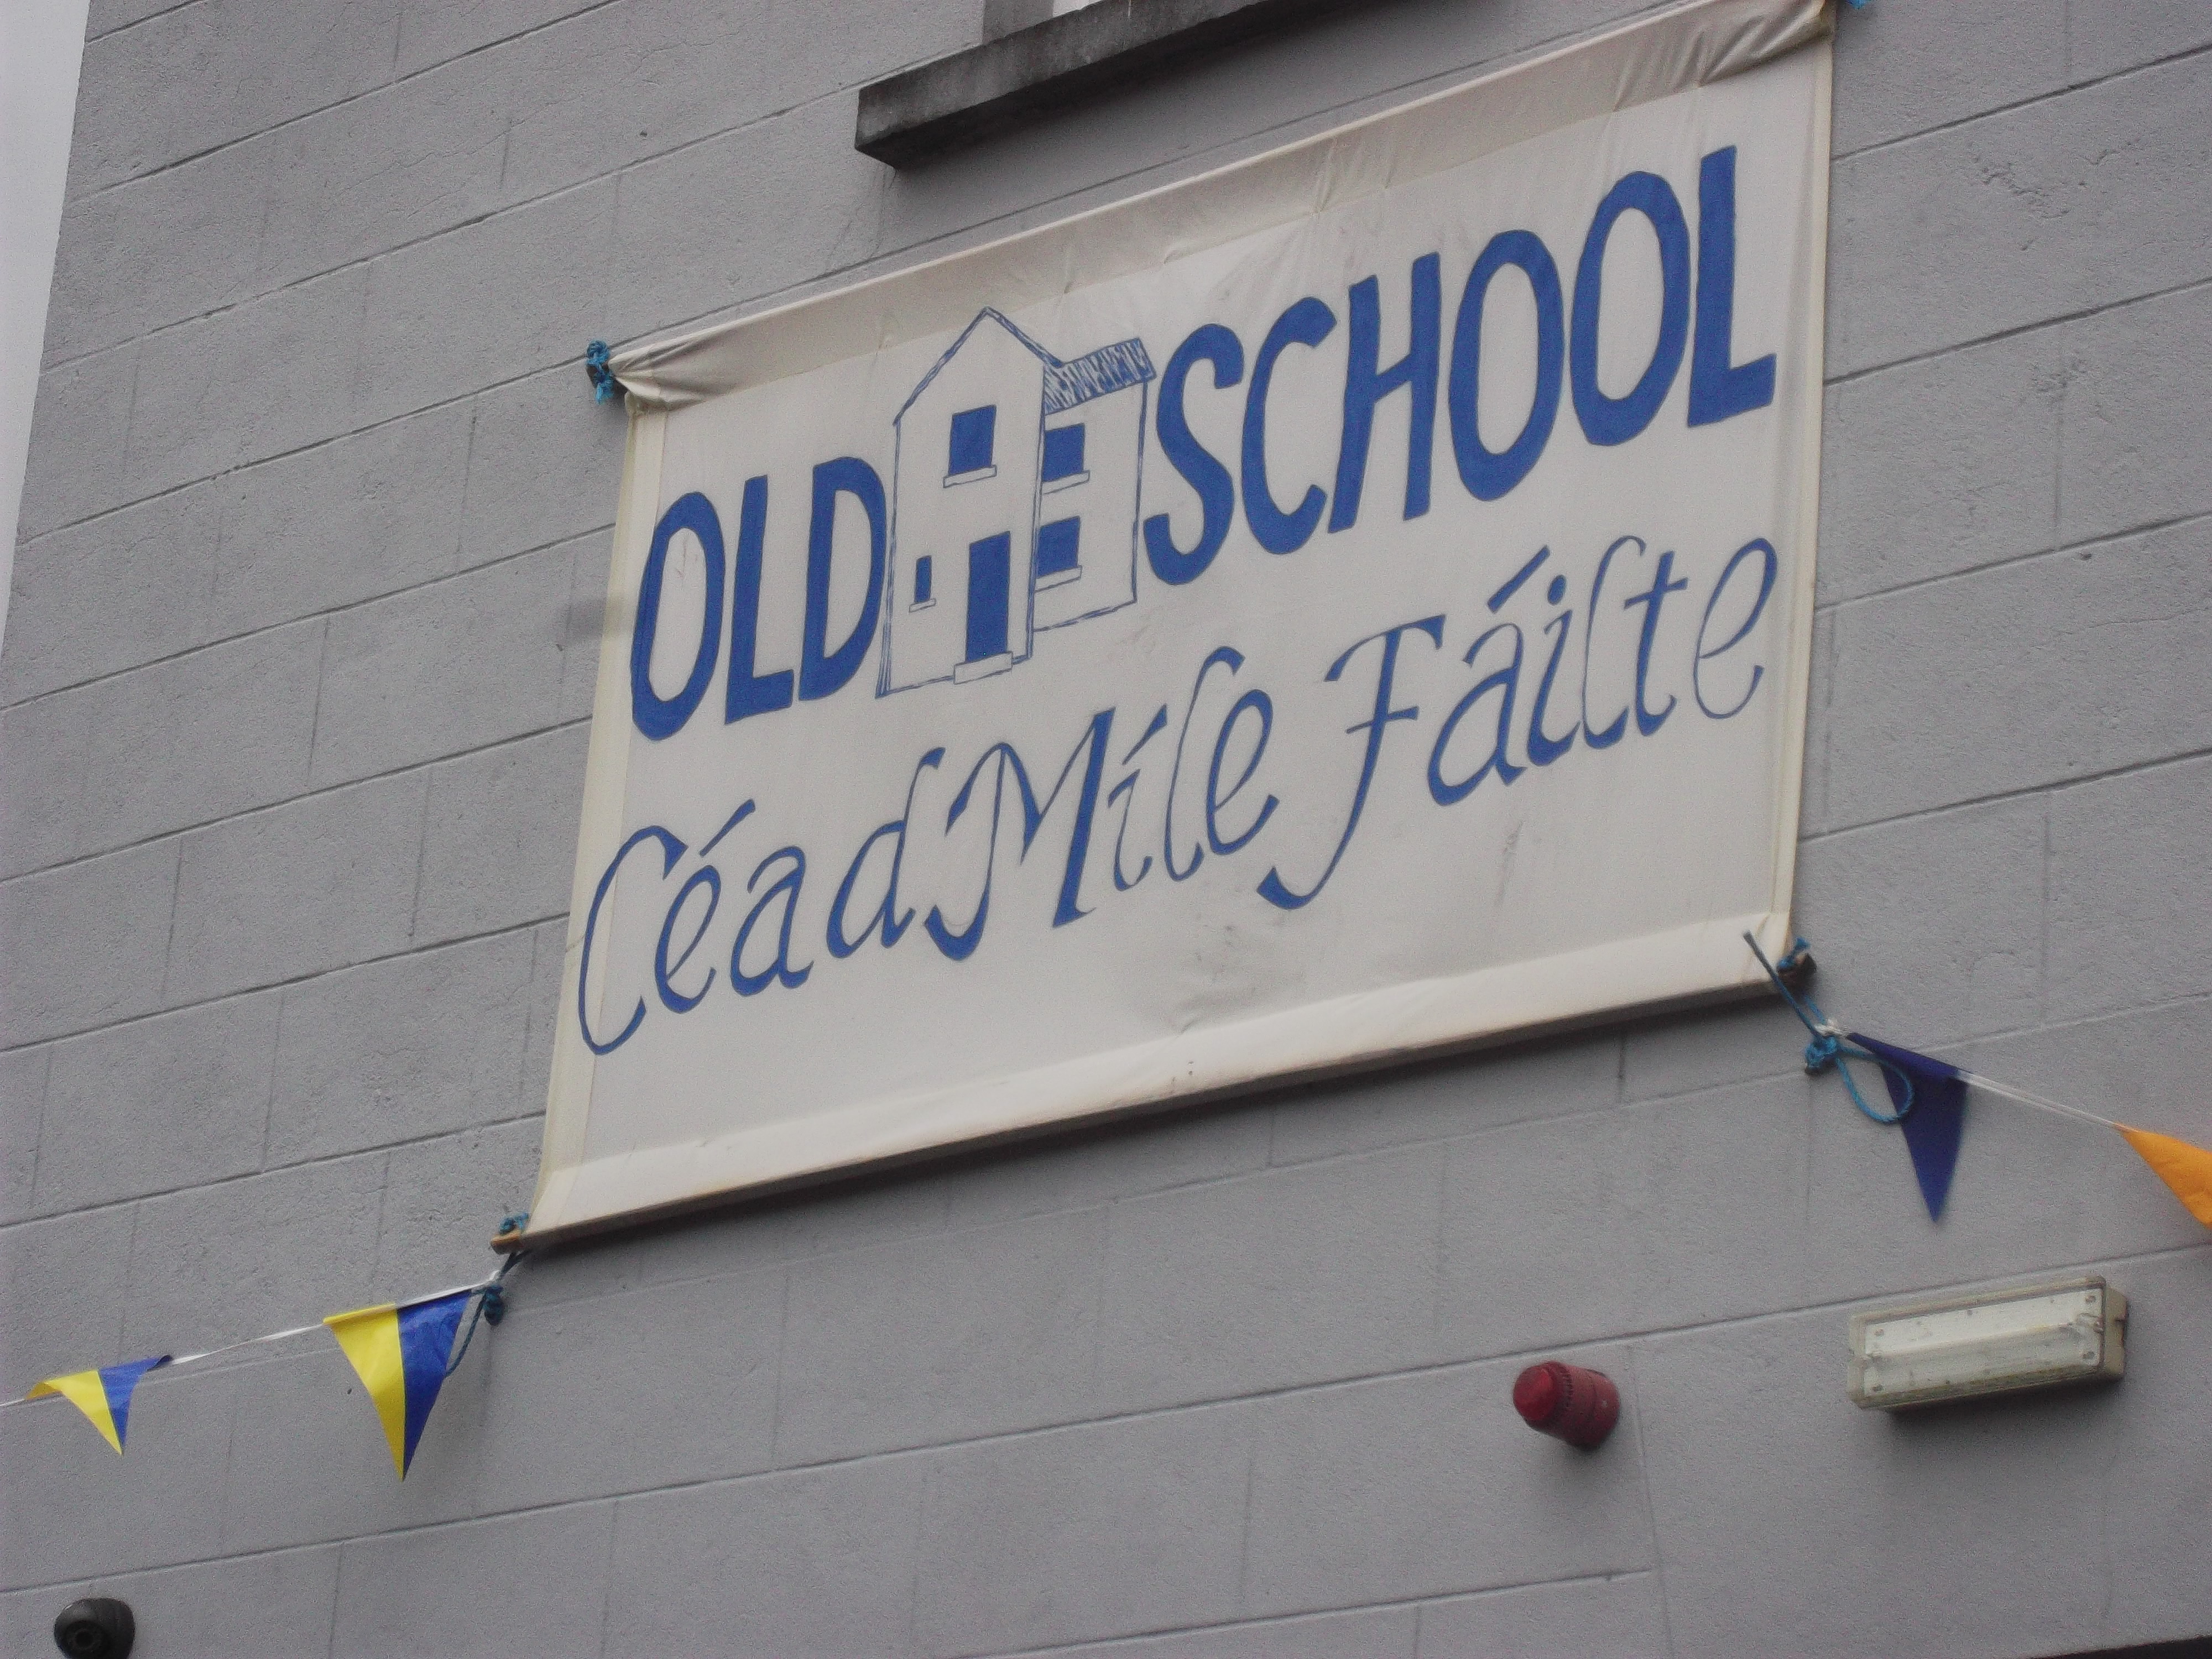 OLD SCHOOL
Céad Míle Fáilte